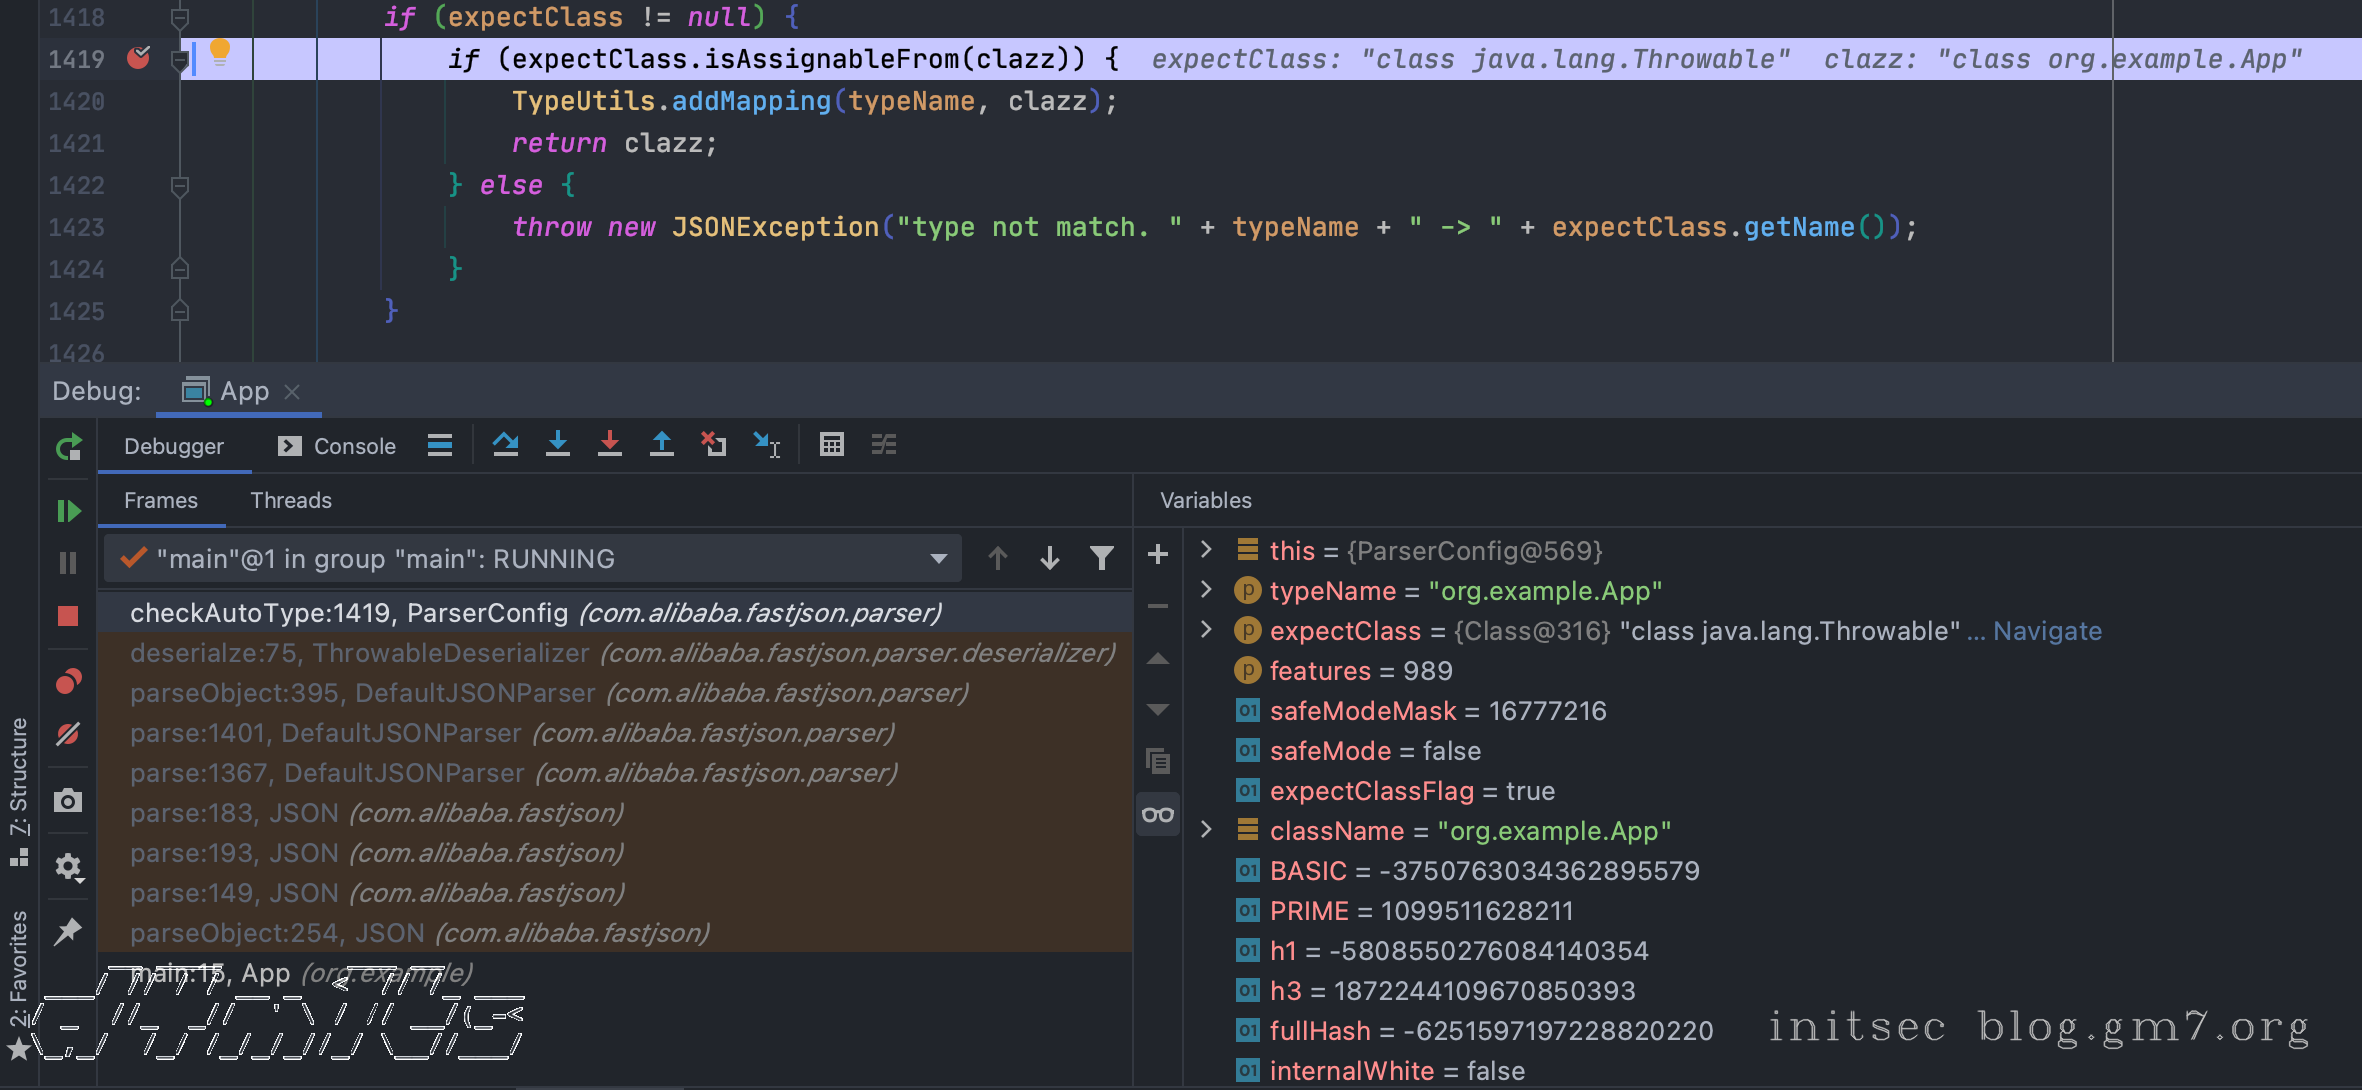 1418 if (expectClass != null) {
1419 if (expectClass.isAssignableFrom(clazz)) { expectClass: "class java.lang.Throwable" clazz: "class org.example.App"
1420 TypeUtils.addMapping(typeName, clazz);
1421 return clazz;
1422 } else {
1423 throw new JSONException("type not match. " + typeName + " -> " + expectClass.getName());
1424 }
1425 }
1426
Debug: App
Debugger Console
Frames Threads
Variables
"main"@1 in group "main": RUNNING
checkAutoType:1419, ParserConfig (com.alibaba.fastjson.parser)
deserialze:75, ThrowableDeserializer (com.alibaba.fastjson.parser.deserializer)
parseObject:395, DefaultJSONParser (com.alibaba.fastjson.parser)
parse:1401, DefaultJSONParser (com.alibaba.fastjson.parser)
parse:1367, DefaultJSONParser (com.alibaba.fastjson.parser)
parse:183, JSON (com.alibaba.fastjson)
parse:193, JSON (com.alibaba.fastjson)
parse:149, JSON (com.alibaba.fastjson)
parseObject:254, JSON (com.alibaba.fastjson)
main:15, App (org.example)
this = {ParserConfig@569}
typeName = "org.example.App"
expectClass = {Class@316} "class java.lang.Throwable" ... Navigate
features = 989
safeModeMask = 16777216
safeMode = false
expectClassFlag = true
className = "org.example.App"
BASIC = -3750763034362895579
PRIME = 1099511628211
h1 = -5808550276084140354
h3 = 1872244109670850393
fullHash = -6251597197228820220
internalWhite = false
7: Structure
2: Favorites
initsec blog.gm7.org